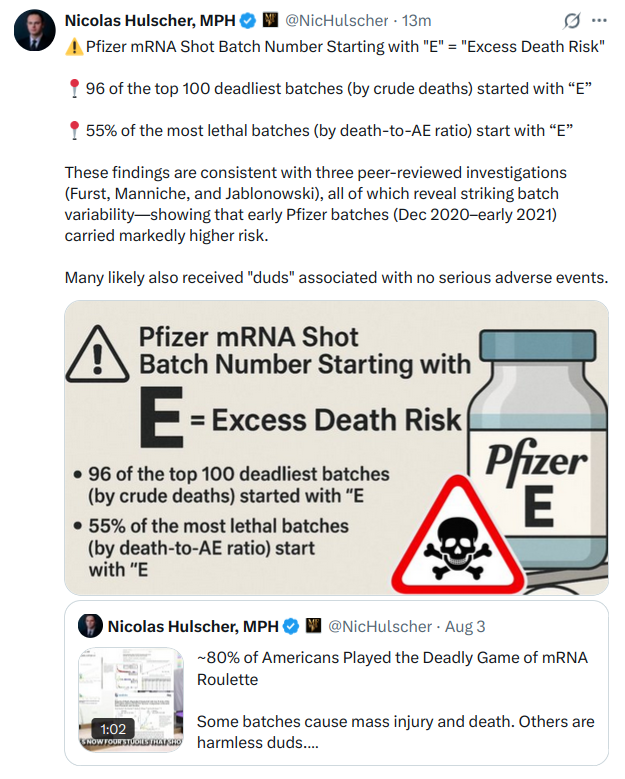 Nicolas Hulscher, MPH @NicHulscher · 13m
⚠️Pfizer mRNA Shot Batch Number Starting with "E" = "Excess Death Risk"
📍96 of the top 100 deadliest batches (by crude deaths) started with “E”
📍55% of the most lethal batches (by death-to-AE ratio) start with “E”
These findings are consistent with three peer-reviewed investigations
(Furst, Manniche, and Jablonowski), all of which reveal striking batch
variability—showing that early Pfizer batches (Dec 2020–early 2021)
carried markedly higher risk.
Many likely also received "duds" associated with no serious adverse events.
Pfizer mRNA Shot
Batch Number Starting with
E = Excess Death Risk
• 96 of the top 100 deadliest batches
(by crude deaths) started with "E
• 55% of the most lethal batches
(by death-to-AE ratio) start
with "E
Pfizer
E
Nicolas Hulscher, MPH @NicHulscher · Aug 3
~80% of Americans Played the Deadly Game of mRNA
Roulette
Some batches cause mass injury and death. Others are
harmless duds....
1:02
NOW FOUR STUDIES THAT SHO